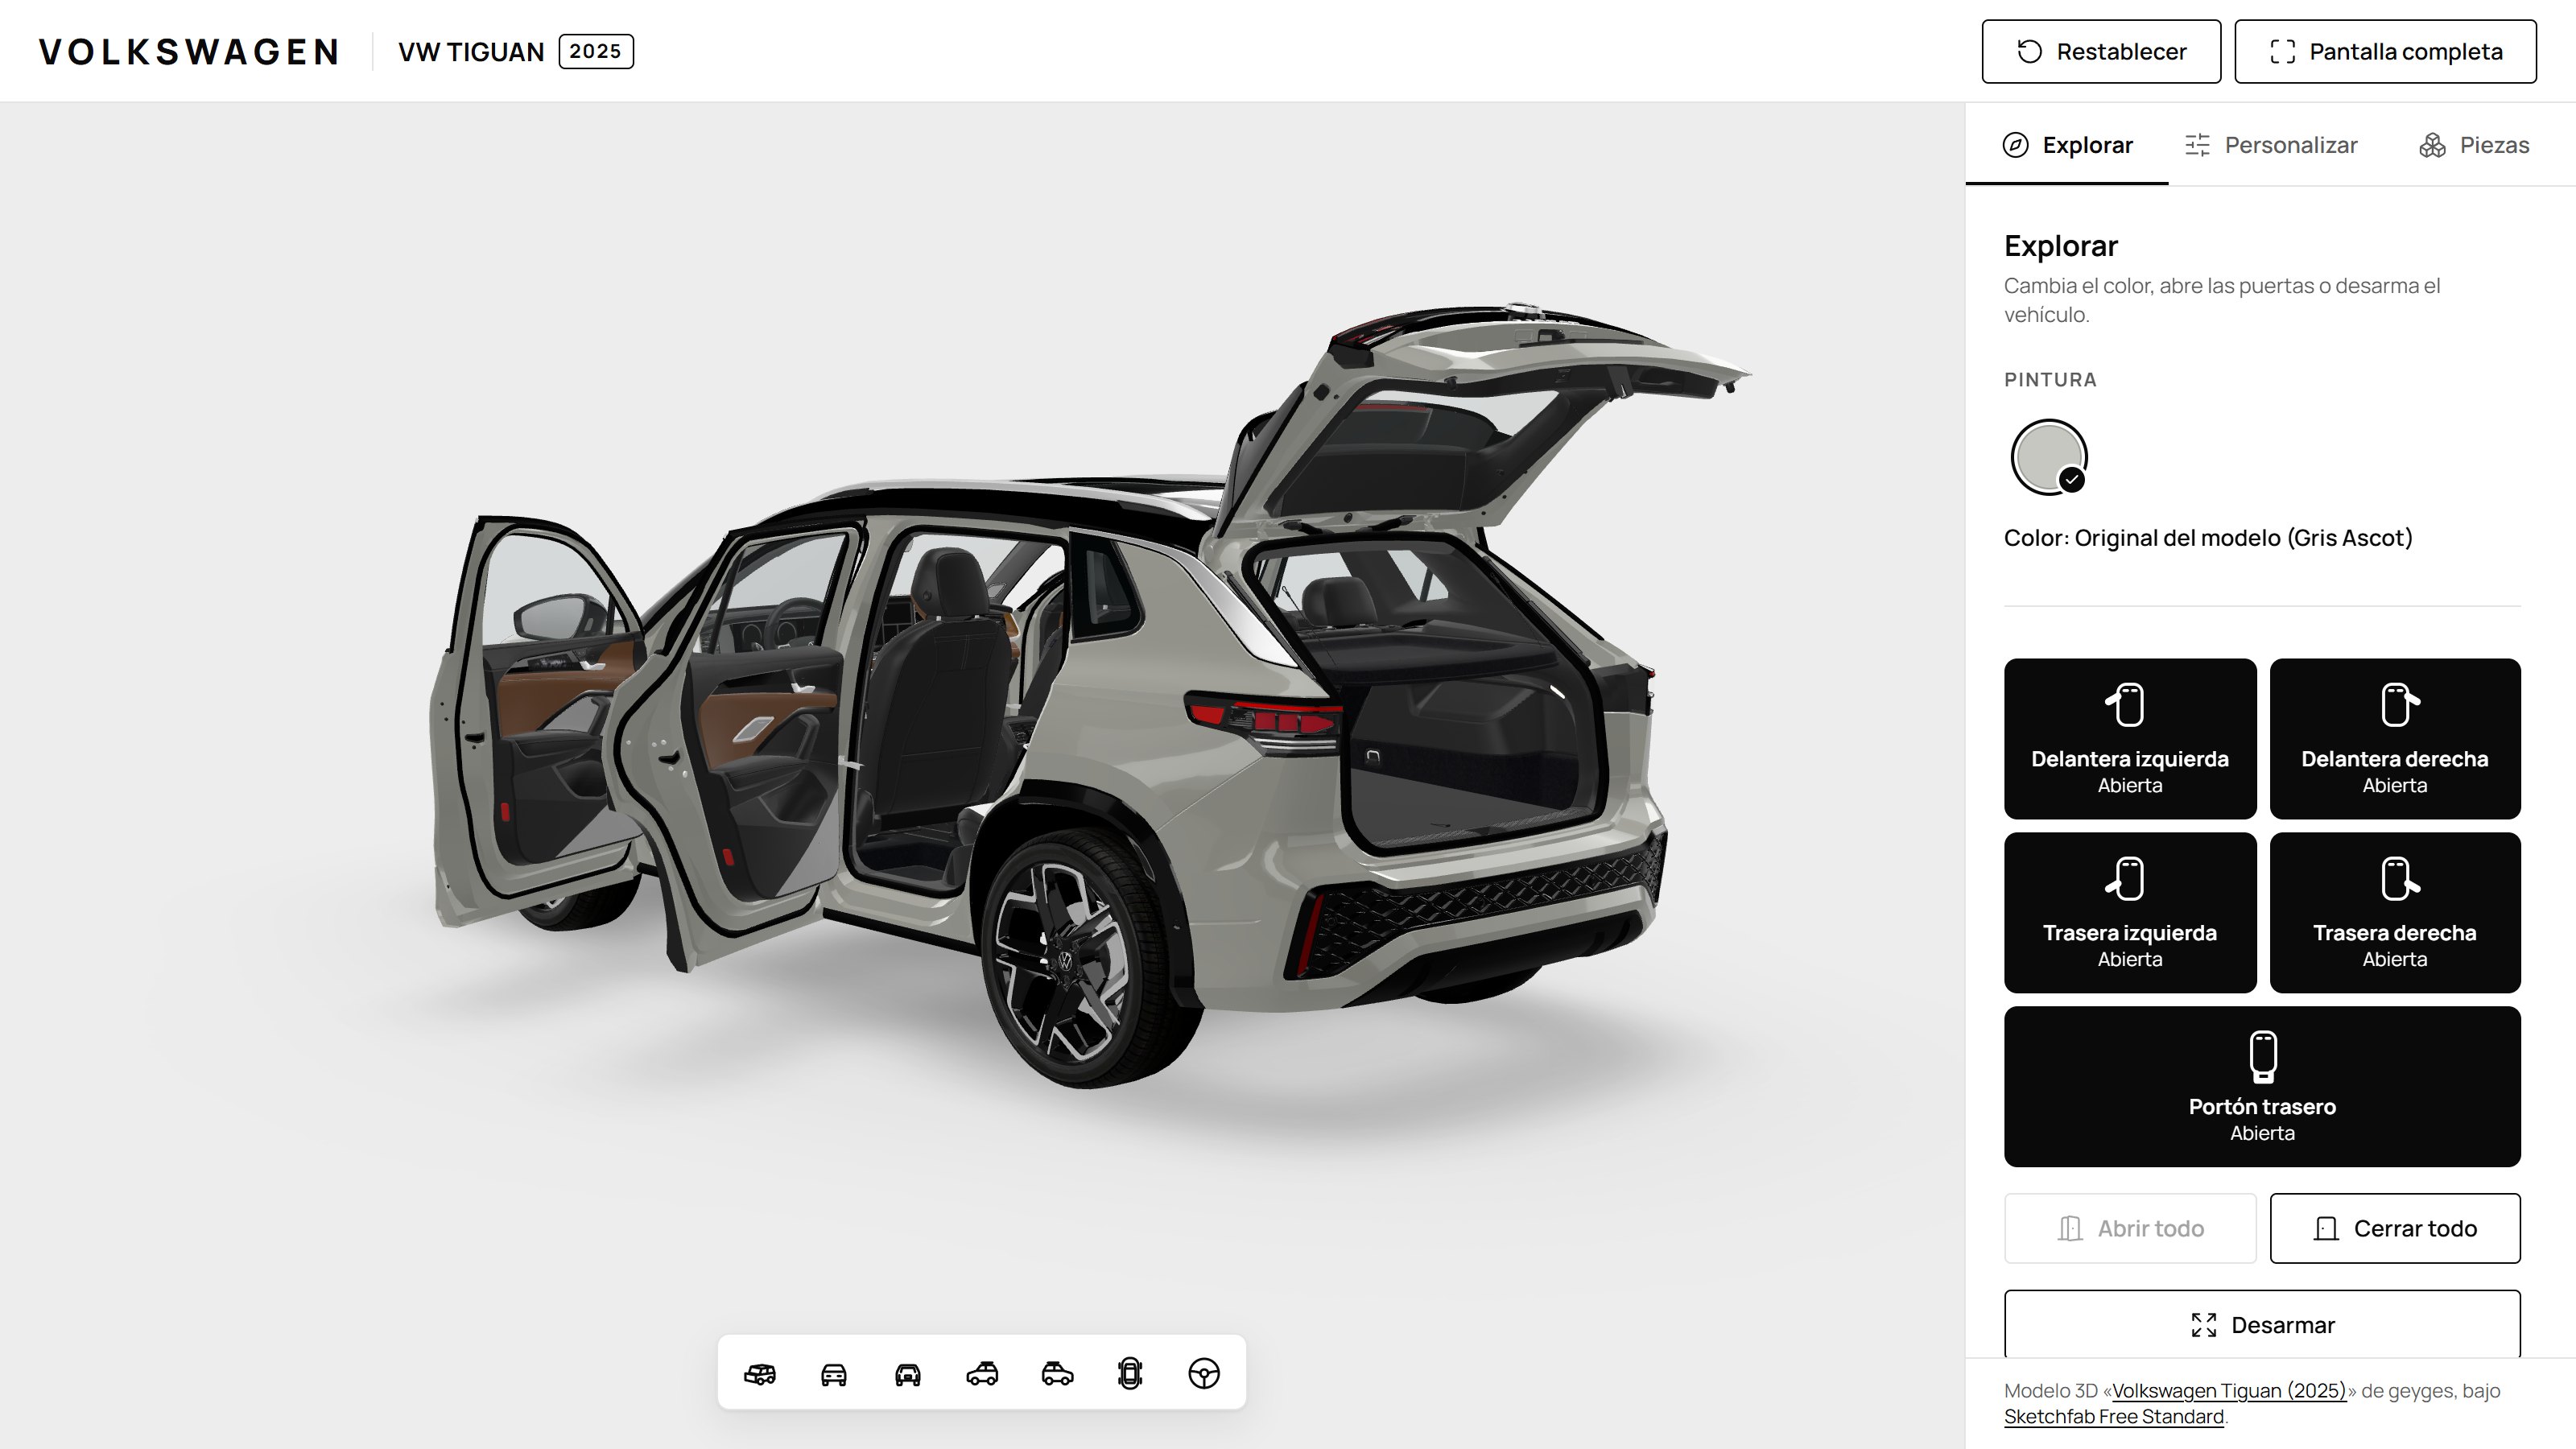 VOLKSWAGEN
VW TIGUAN
2025
Restablecer
Pantalla completa
Explorar
Personalizar
Piezas
Explorar
Cambia el color, abre las puertas o desarma el
vehículo.
PINTURA
Color: Original del modelo (Gris Ascot)
Delantera izquierda
Abierta
Delantera derecha
Abierta
Trasera izquierda
Abierta
Trasera derecha
Abierta
Portón trasero
Abierta
Abrir todo
Cerrar todo
Desarmar
Modelo 3D «Volkswagen Tiguan (2025)» de geyges, bajo
Sketchfab Free Standard.